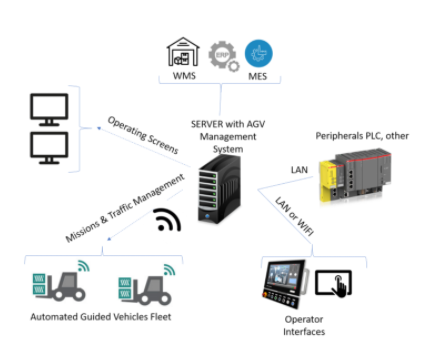 ERP
WMS
MES
SERVER with AGV
Management
System
Operating Screens
Peripherals PLC, other
LAN
Missions & Traffic Management
LAN or WIFI
Automated Guided Vehicles Fleet
Operator
Interfaces